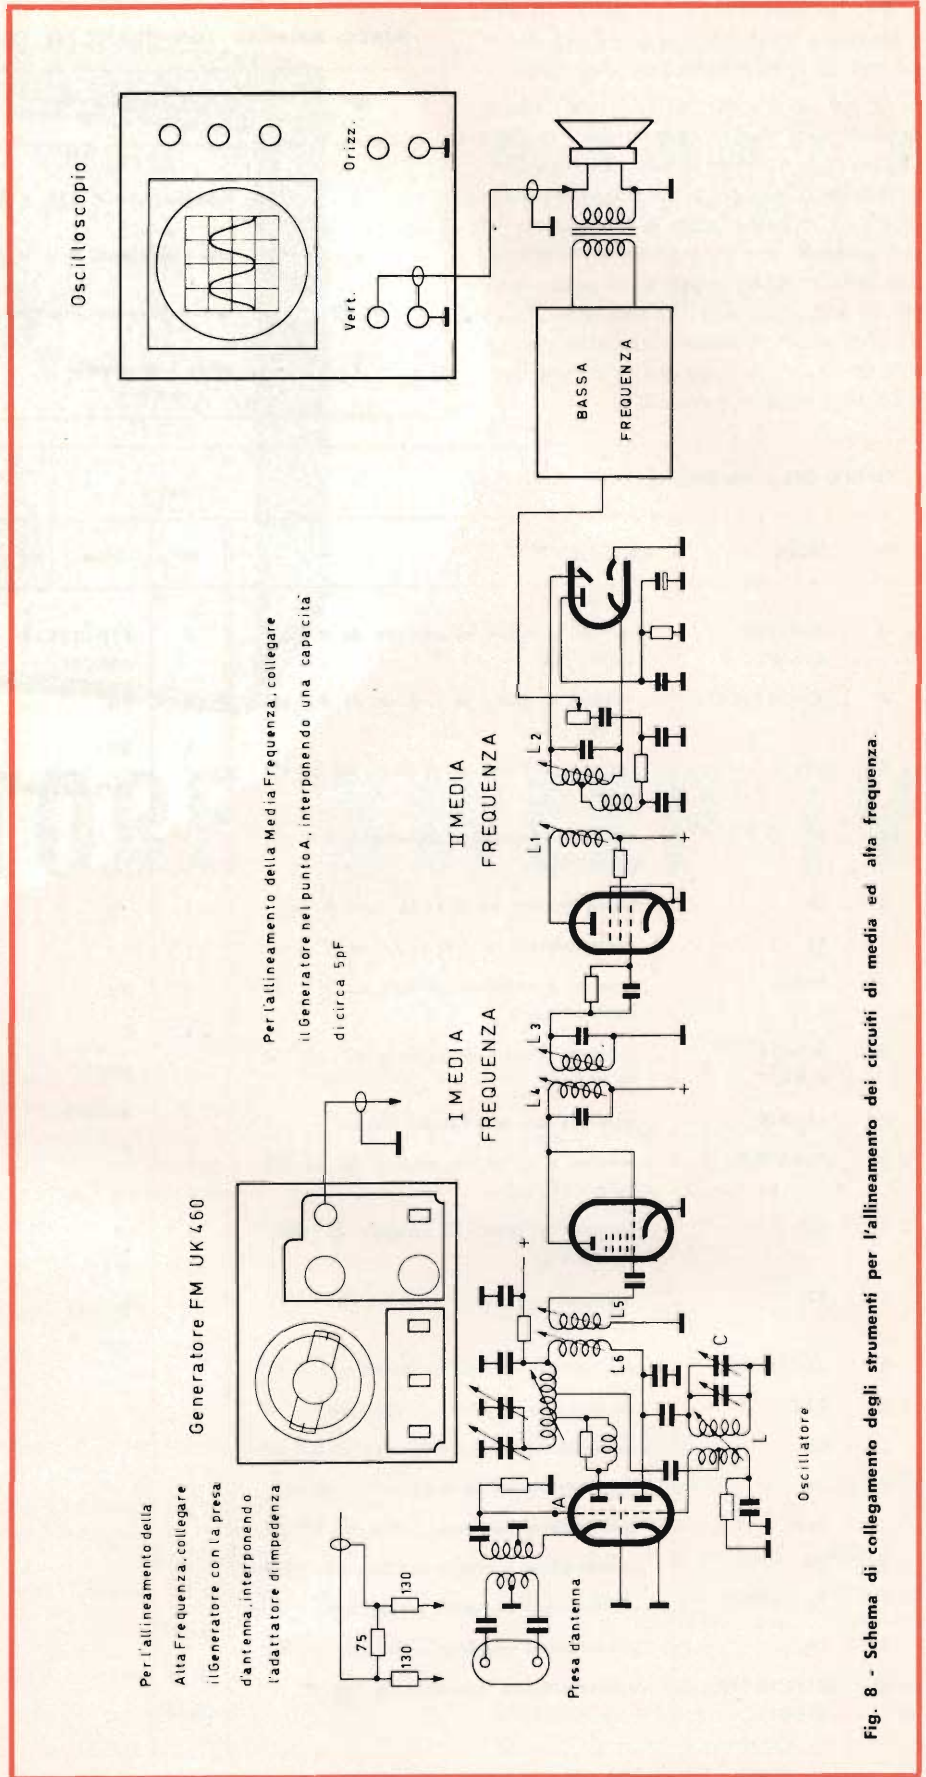 Per l'allineamento della
Alta Frequenza, collegare
il Generatore con la presa
d'antenna, interponendo
l'adattatore di impedenza
75
130
130
Presa d'antenna
Generatore FM UK 460
A
L6
L5
+
C
L
Oscillatore
Per l'allineamento della Media Frequenza, collegare
il Generatore nel punto A, interponendo una capacita'
di circa 5pF
I MEDIA
FREQUENZA
L4
L3
+
II MEDIA
FREQUENZA
L1
L2
+
Oscilloscopio
Vert.
Orizz.
BASSA
FREQUENZA
Fig. 8 - Schema di collegamento degli strumenti per l'allineamento dei circuiti di media ed alta frequenza.